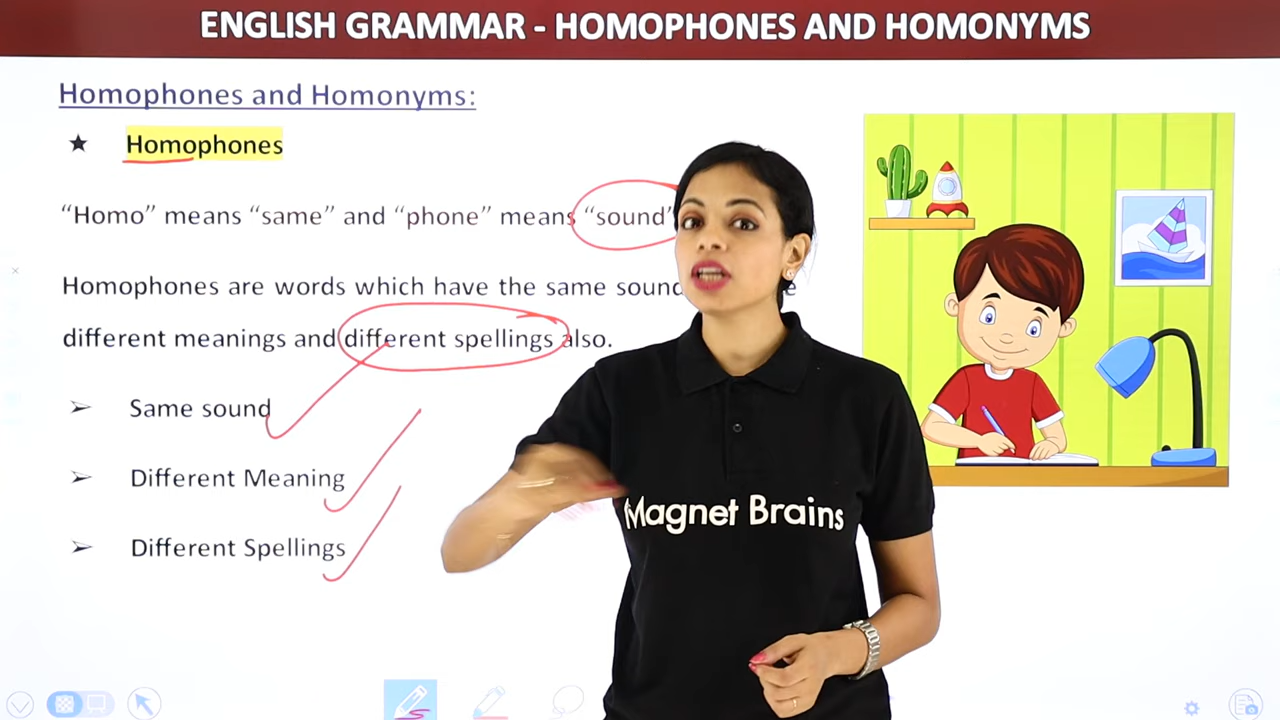 ENGLISH GRAMMAR - HOMOPHONES AND HOMONYMS
Homophones and Homonyms:
★ Homophones
“Homo” means “same” and “phone” means “sound”
Homophones are words which have the same sound
different meanings and different spellings also.
➢ Same sound
➢ Different Meaning
➢ Different Spellings
Magnet Brains